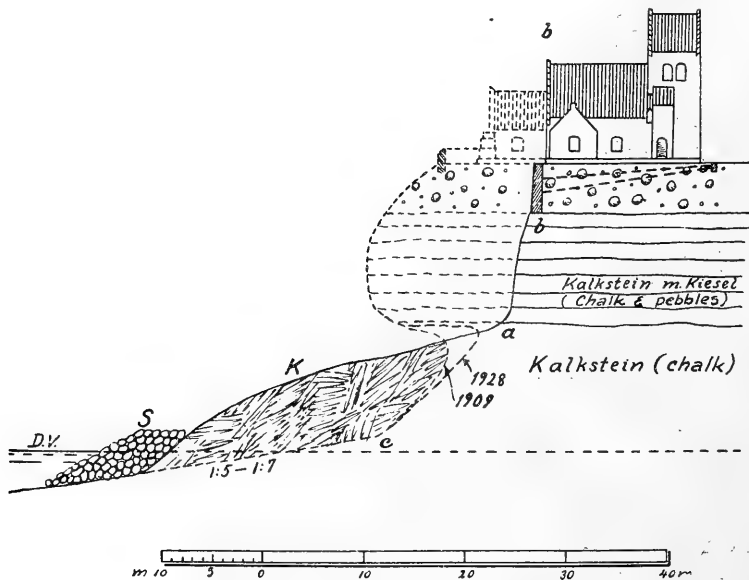 b
b
Kalkstein m. Kiesel
(Chalk & pebbles)
a
Kalkstein (chalk)
K
1928
1909
S
D.V.
c
1:5-1:7
m 10 5 0 10 20 30 40 m